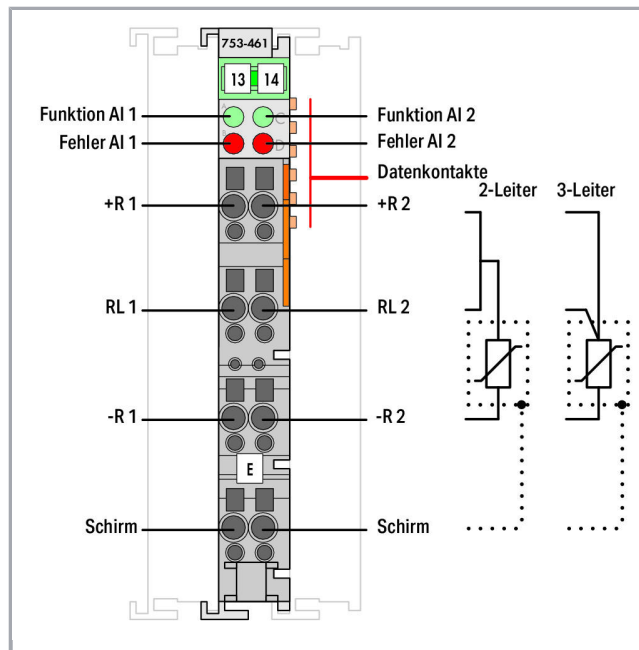 753-461
13 14
Funktion AI 1
A C
Funktion AI 2
Fehler AI 1
B D
Fehler AI 2
Datenkontakte
2-Leiter 3-Leiter
+R 1
+R 2
RL 1
RL 2
-R 1
-R 2
E
Schirm
Schirm